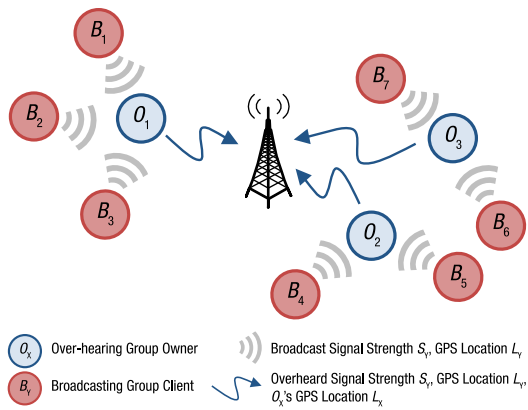 B1
B2
O1
B3
B7
O3
B6
O2
B4
B5
OX Over-hearing Group Owner
Broadcast Signal Strength SY, GPS Location LY
BY Broadcasting Group Client
Overheard Signal Strength SY, GPS Location LY,
OX's GPS Location LX